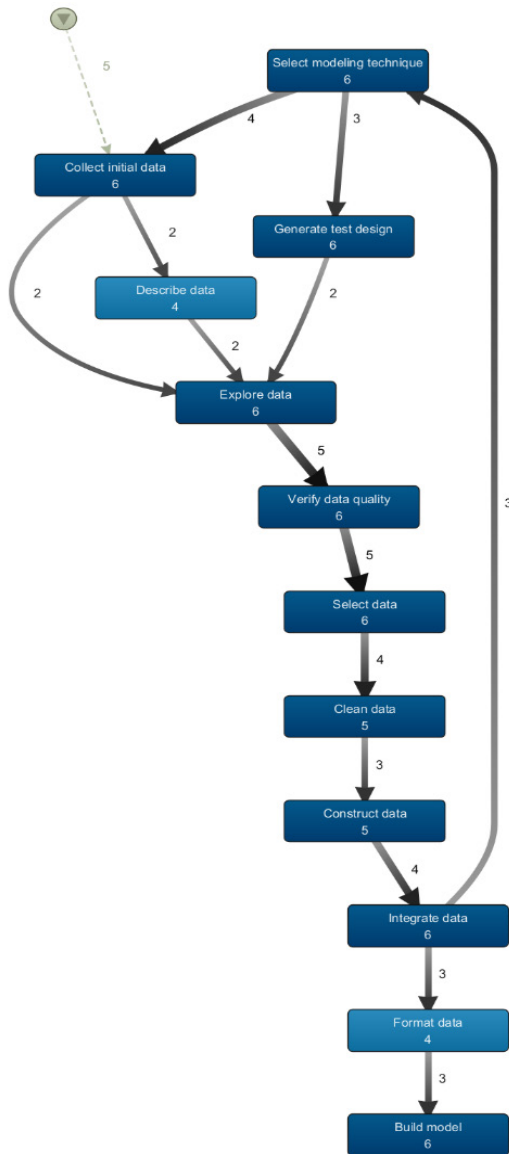 Select modeling technique
6
5
4
3
Collect initial data
6
Generate test design
6
2
2
2
Describe data
4
2
Explore data
6
5
Verify data quality
6
3
5
Select data
6
4
Clean data
5
3
Construct data
5
4
Integrate data
6
3
Format data
4
3
Build model
6